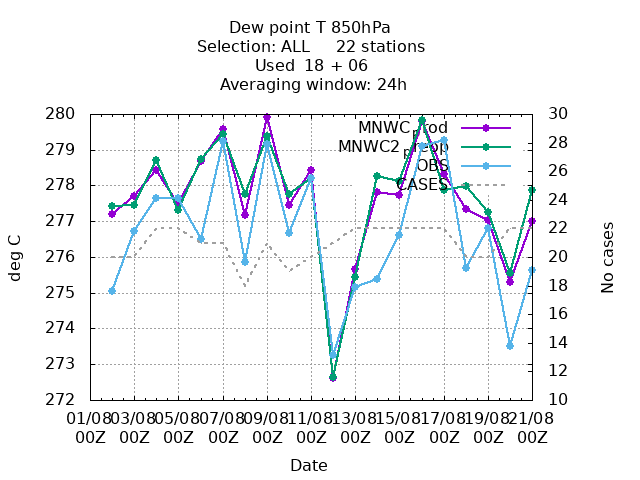 Dew point T 850hPa
Selection: ALL 22 stations
Used 18 + 06
Averaging window: 24h
280
279
278
277
276
275
274
273
272
deg C
30
28
26
24
22
20
18
16
14
12
10
No cases
MNWC_prod
MNWC2_preop
OBS
CASES
01/08 03/08 05/08 07/08 09/08 11/08 13/08 15/08 17/08 19/08 21/08
00Z 00Z 00Z 00Z 00Z 00Z 00Z 00Z 00Z 00Z 00Z
Date